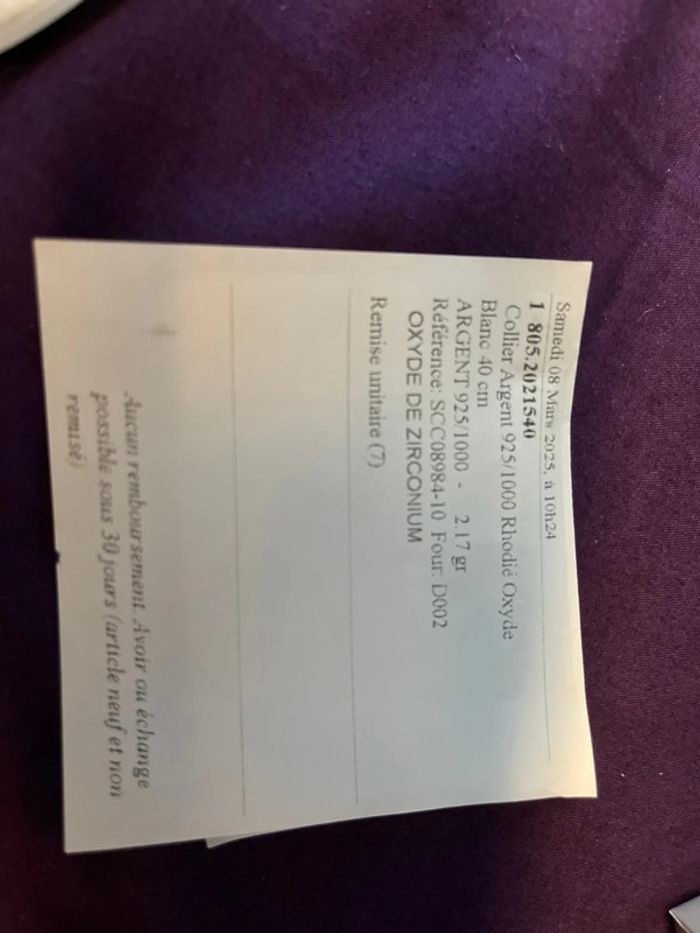 Samedi 08 Mars 2025, à 10h24
1 805.2021540
Collier Argent 925/1000 Rhodié Oxyde
Blanc 40 cm
ARGENT 925/1000 - 2.17 gr
Référence: SCC08984-10 Four: D002
OXYDE DE ZIRCONIUM
Remise unitaire (7)
Aucun remboursement. Avoir ou échange
possible sous 30 jours (article neuf et non
remisé)